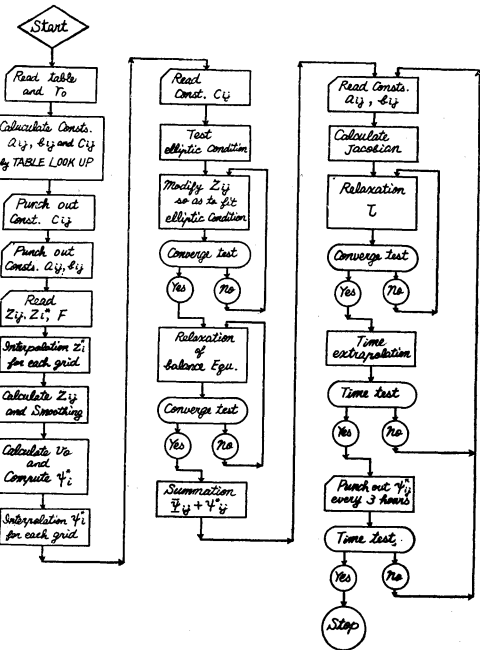 Start
Read table
and r₀
Caluculate Consts.
aᵢⱼ, bᵢⱼ and Cᵢⱼ
by TABLE LOOK UP
Punch out
Const. Cᵢⱼ
Punch out
Consts. aᵢⱼ, bᵢⱼ
Read
Zᵢⱼ, Zᵢ*, F
Interpolation Zᵢ*
for each grid
Calculate Zᵢⱼ
and Smoothing
Calculate v₀
and
Compute ψᵢ*
Interpolation ψᵢ*
for each grid
Read
Const. Cᵢⱼ
Test
elliptic Condition
Modify Zᵢⱼ
so as to fit
elliptic Condition
Converge test
Yes
No
Relaxation
of
balance Equ.
Converge test
Yes
No
Summation
Ψᵢⱼ + ψ*ᵢⱼ
Read Consts.
aᵢⱼ, bᵢⱼ
Calculate
Jacobian
Relaxation
τ
Converge test
Yes
No
Time
extrapolation
Time test
Yes
No
Punch out ψ*ᵢⱼ
every 3 hours
Time test
Yes
No
Stop